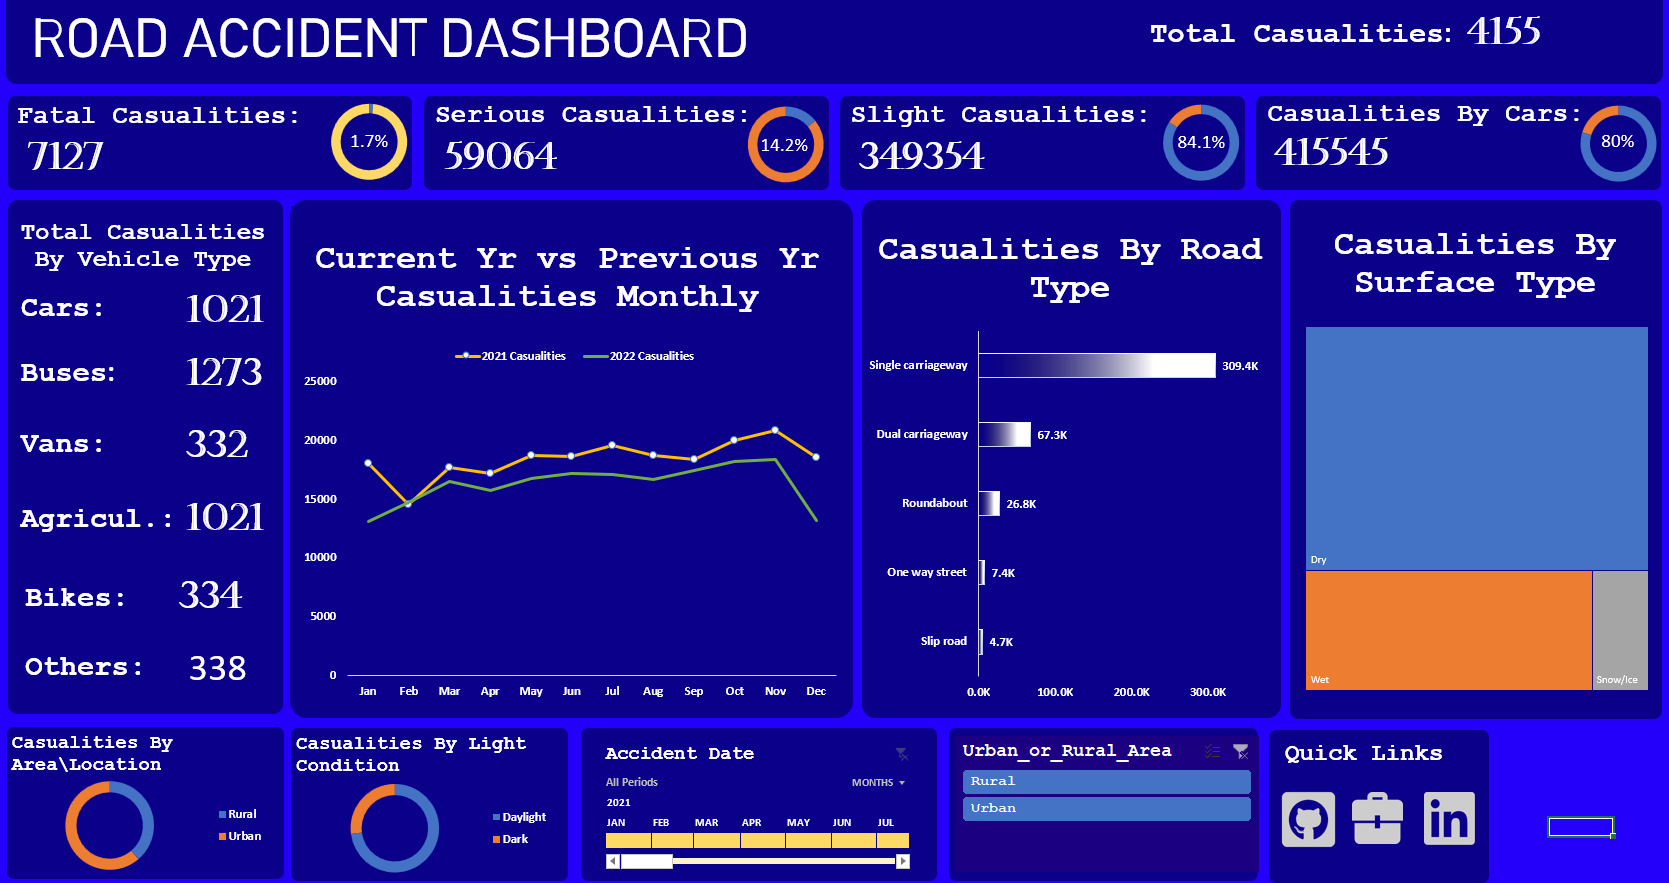 ROAD ACCIDENT DASHBOARD
Total Casualities: 4155
Fatal Casualities:
7127
1.7%
Serious Casualities:
59064
14.2%
Slight Casualities:
349354
84.1%
Casualities By Cars:
415545
80%
Total Casualities
By Vehicle Type
Cars: 1021
Buses: 1273
Vans: 332
Agricul.: 1021
Bikes: 334
Others: 338
Current Yr vs Previous Yr
Casualities Monthly
2021 Casualities 2022 Casualities
25000
20000
15000
10000
5000
0
Jan Feb Mar Apr May Jun Jul Aug Sep Oct Nov Dec
Casualities By Road
Type
Single carriageway 309.4K
Dual carriageway 67.3K
Roundabout 26.8K
One way street 7.4K
Slip road 4.7K
0.0K 100.0K 200.0K 300.0K
Casualities By
Surface Type
Dry
Wet
Snow/Ice
Casualities By
Area\Location
Rural
Urban
Casualities By Light
Condition
Daylight
Dark
Accident Date
All Periods MONTHS
2021
JAN FEB MAR APR MAY JUN JUL
Urban_or_Rural_Area
Rural
Urban
Quick Links
in